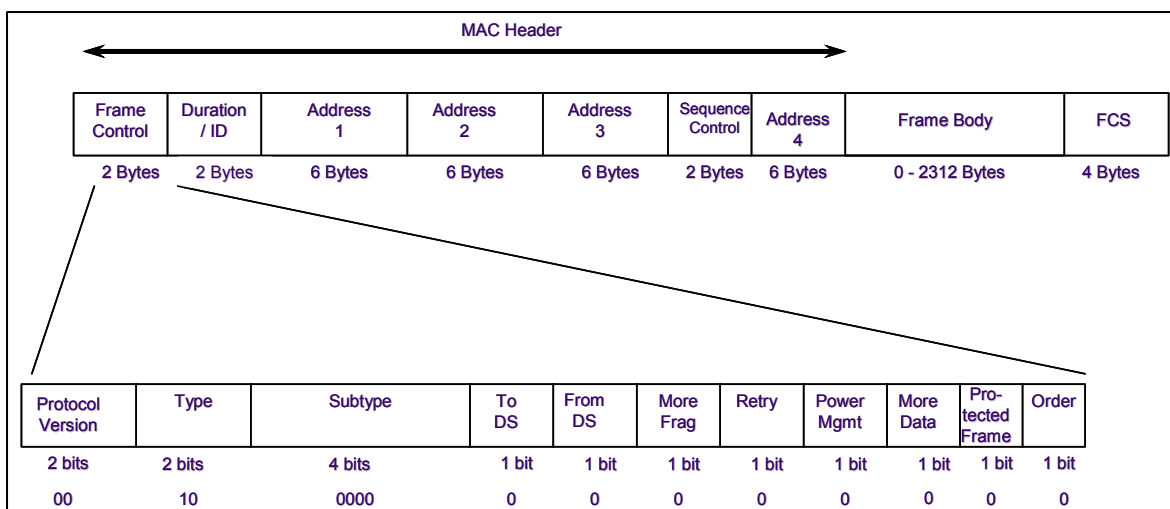 MAC Header
Frame Control
Duration / ID
Address 1
Address 2
Address 3
Sequence Control
Address 4
Frame Body
FCS
2 Bytes 2 Bytes 6 Bytes 6 Bytes 6 Bytes 2 Bytes 6 Bytes 0 - 2312 Bytes 4 Bytes
Protocol Version
Type
Subtype
To DS
From DS
More Frag
Retry
Power Mgmt
More Data
Pro-tected Frame
Order
2 bits 2 bits 4 bits 1 bit 1 bit 1 bit 1 bit 1 bit 1 bit 1 bit 1 bit
00 10 0000 0 0 0 0 0 0 0 0